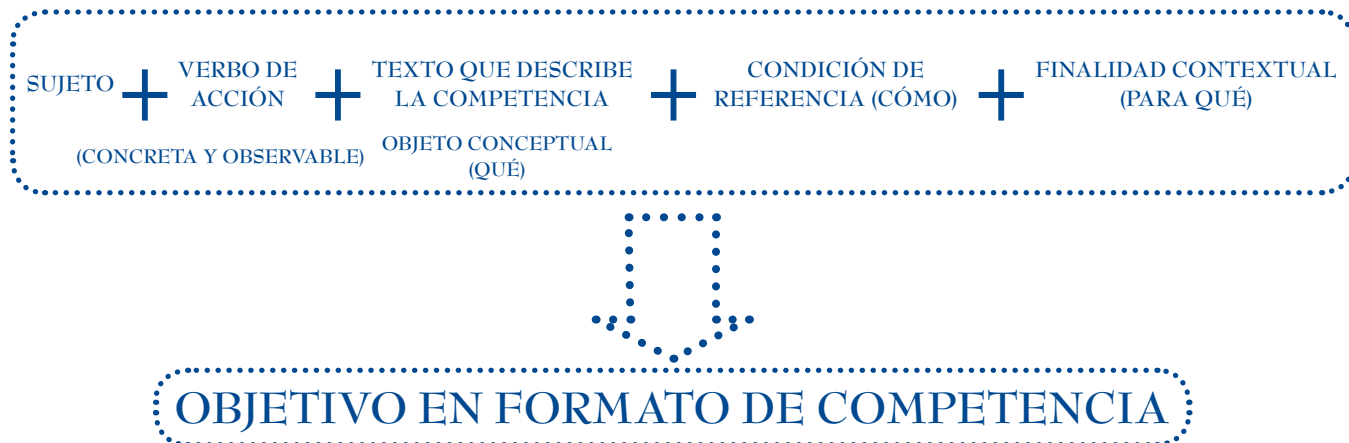 SUJETO
+
VERBO DE
ACCIÓN
(CONCRETA Y OBSERVABLE)
+
TEXTO QUE DESCRIBE
LA COMPETENCIA
OBJETO CONCEPTUAL
(QUÉ)
+
CONDICIÓN DE
REFERENCIA (CÓMO)
+
FINALIDAD CONTEXTUAL
(PARA QUÉ)
OBJETIVO EN FORMATO DE COMPETENCIA